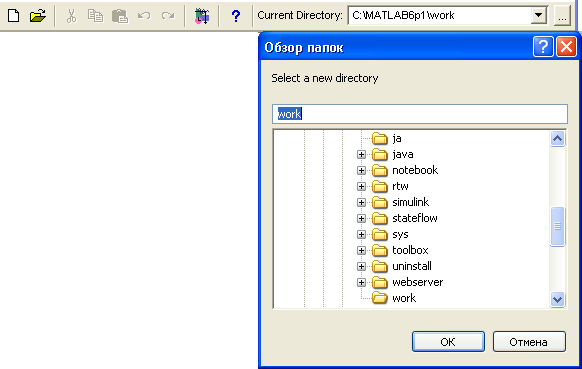 Current Directory: C:\MATLAB6p1\work ...
Обзор папок
Select a new directory
work
ja
java
notebook
rtw
simulink
stateflow
sys
toolbox
uninstall
webserver
work
OK Отмена